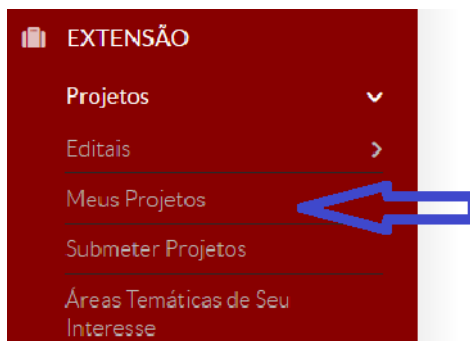 EXTENSÃO
Projetos
Editais
Meus Projetos
Submeter Projetos
Áreas Temáticas de Seu
Interesse